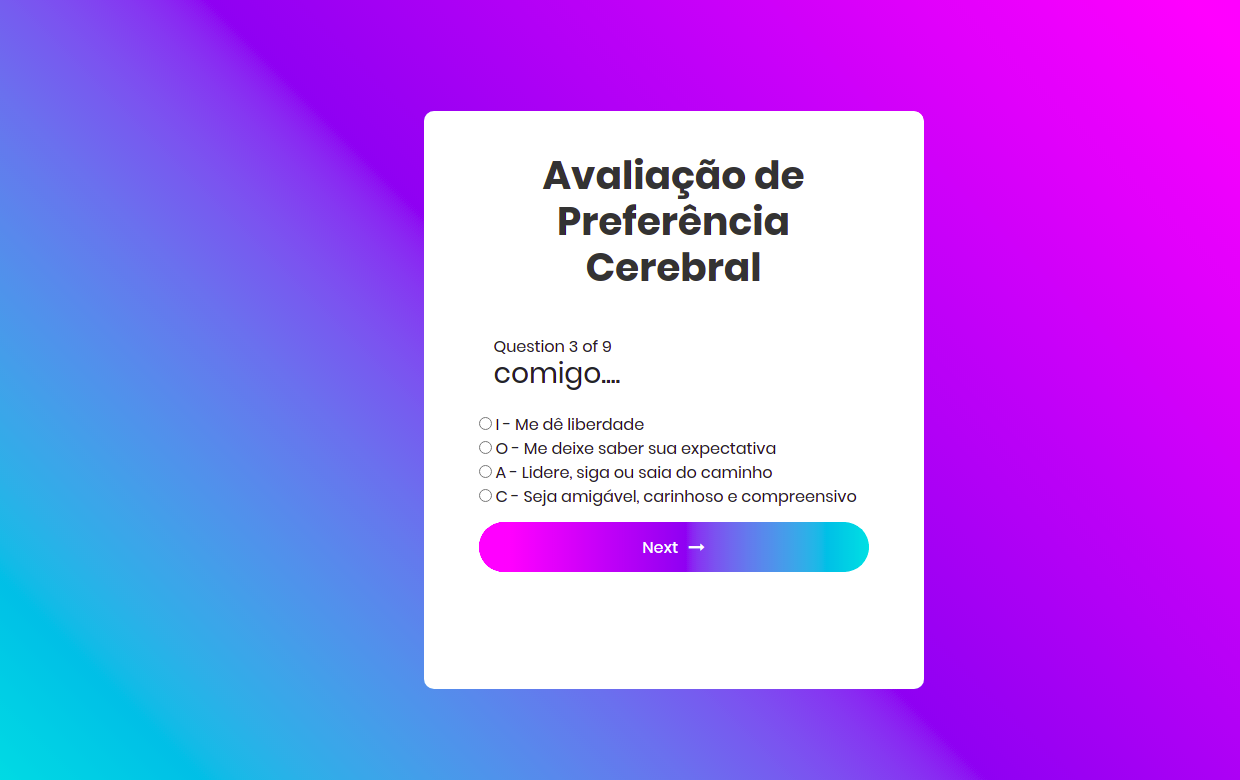 Avaliação de
Preferência
Cerebral
Question 3 of 9
comigo....
I - Me dê liberdade
O - Me deixe saber sua expectativa
A - Lidere, siga ou saia do caminho
C - Seja amigável, carinhoso e compreensivo
Next →